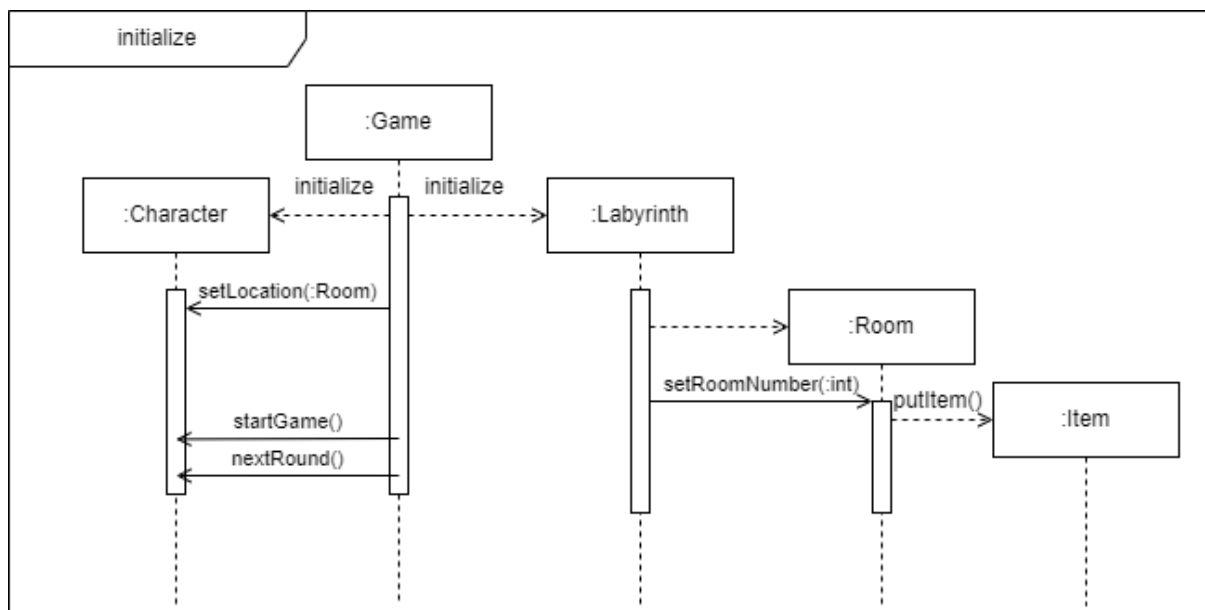 initialize
:Game
initialize
initialize
:Character
:Labyrinth
setLocation(:Room)
:Room
setRoomNumber(:int)
putItem()
:Item
startGame()
nextRound()